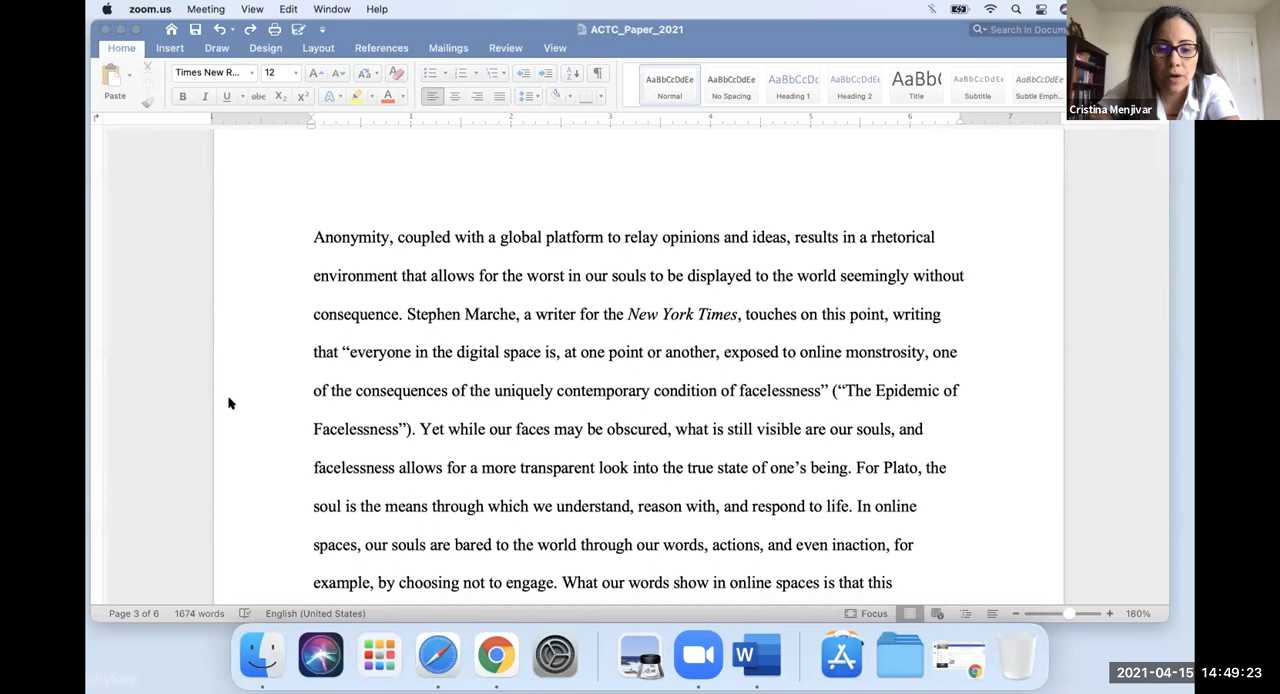 zoom.us Meeting View Edit Window Help
ACTC_Paper_2021
Search in Docum
Home Insert Draw Design Layout References Mailings Review View
Times New R... 12
Paste
AaBbCcDdEe AaBbCcDdEe AaBbCcDc AaBbCcDdEe AaBb( AaBbCcDdEe AaBbCcDdEe
Normal No Spacing Heading 1 Heading 2 Title Subtitle Subtle Emph...
Cristina Menjivar
1 1 2 3 4 5 6 7
Anonymity, coupled with a global platform to relay opinions and ideas, results in a rhetorical
environment that allows for the worst in our souls to be displayed to the world seemingly without
consequence. Stephen Marche, a writer for the New York Times, touches on this point, writing
that “everyone in the digital space is, at one point or another, exposed to online monstrosity, one
of the consequences of the uniquely contemporary condition of facelessness” (“The Epidemic of
Facelessness”). Yet while our faces may be obscured, what is still visible are our souls, and
facelessness allows for a more transparent look into the true state of one’s being. For Plato, the
soul is the means through which we understand, reason with, and respond to life. In online
spaces, our souls are bared to the world through our words, actions, and even inaction, for
example, by choosing not to engage. What our words show in online spaces is that this
Page 3 of 6 1674 words English (United States) Focus 180%
2021-04-15 14:49:23